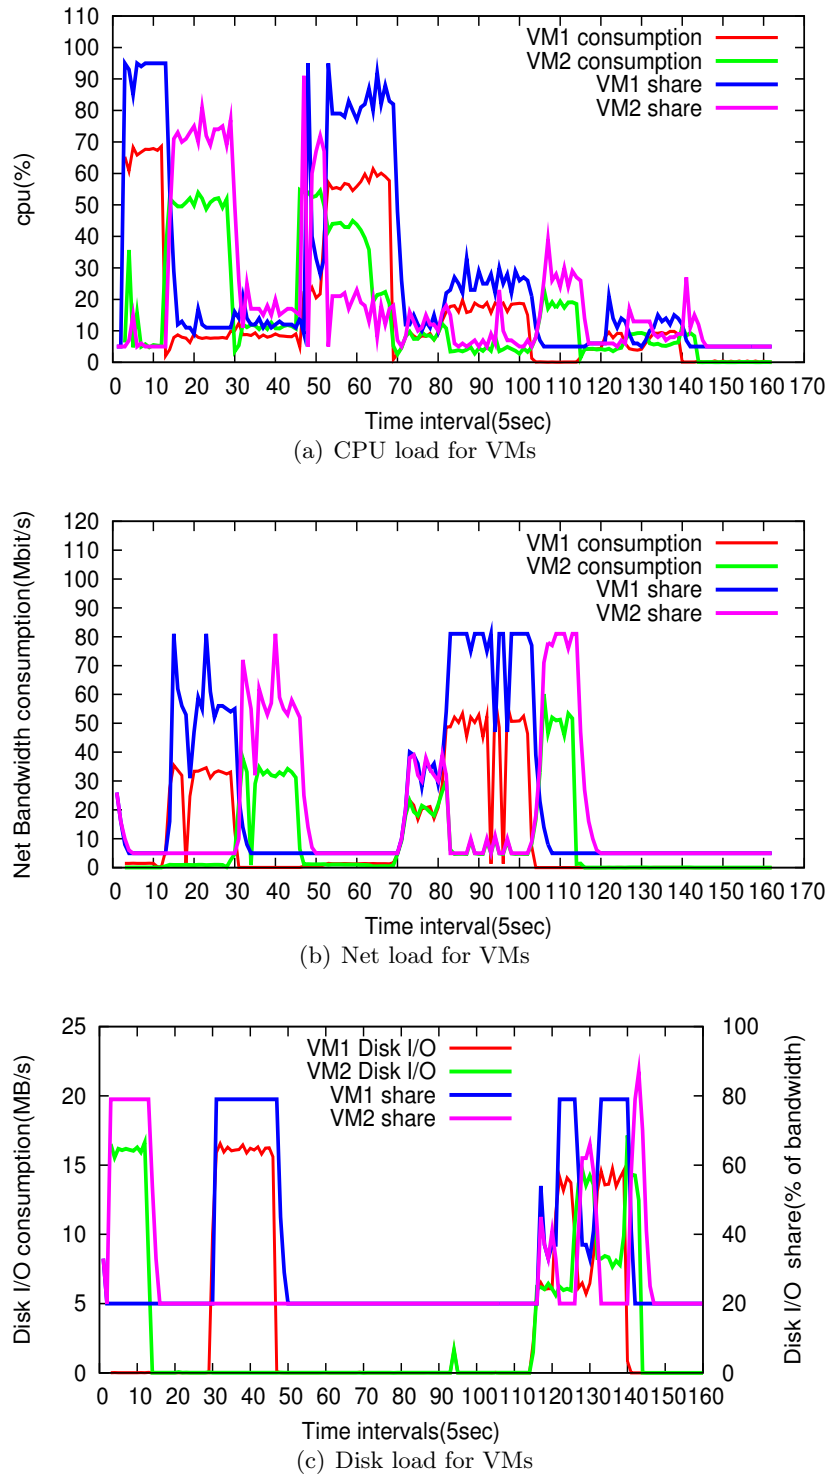 110
100
90
80
70
60
50
40
30
20
10
0
cpu(%)
VM1 consumption
VM2 consumption
VM1 share
VM2 share
0 10 20 30 40 50 60 70 80 90 100 110 120 130 140 150 160 170
Time interval(5sec)
(a) CPU load for VMs
120
110
100
90
80
70
60
50
40
30
20
10
0
Net Bandwidth consumption(Mbit/s)
VM1 consumption
VM2 consumption
VM1 share
VM2 share
0 10 20 30 40 50 60 70 80 90 100 110 120 130 140 150 160 170
Time interval(5sec)
(b) Net load for VMs
25
20
15
10
5
0
Disk I/O consumption(MB/s)
VM1 Disk I/O
VM2 Disk I/O
VM1 share
VM2 share
100
80
60
40
20
0
Disk I/O share(% of bandwidth)
0 10 20 30 40 50 60 70 80 90 100 110 120 130 140 150 160
Time intervals(5sec)
(c) Disk load for VMs